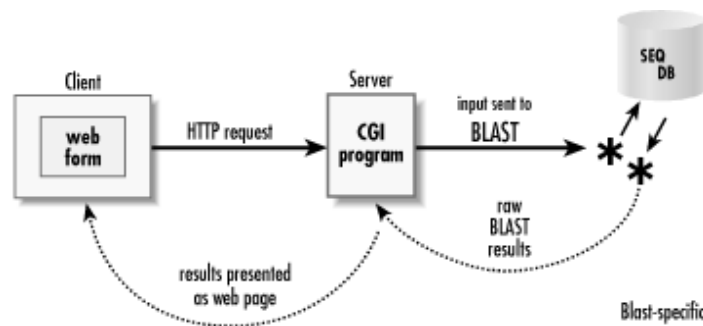 Client
web
form
HTTP request
Server
CGI
program
input sent to
BLAST
SEQ
DB
* *
raw
BLAST
results
results presented
as web page
Blast-specific